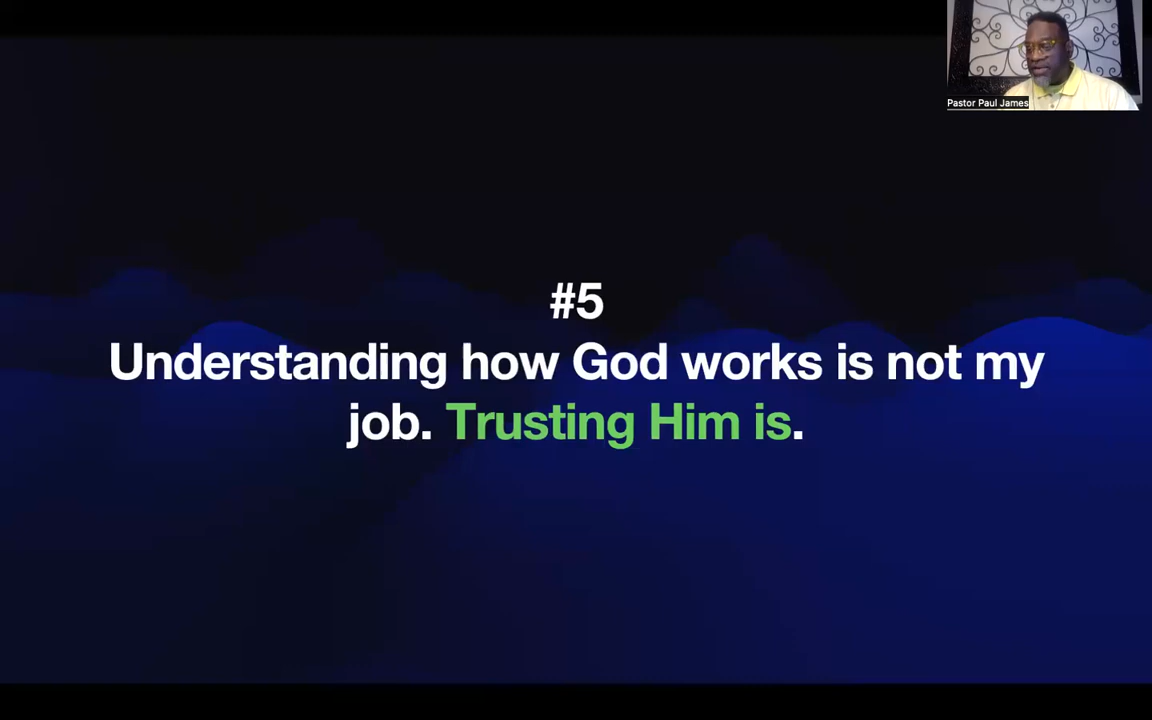 Pastor Paul James
#5
Understanding how God works is not my
job. Trusting Him is.